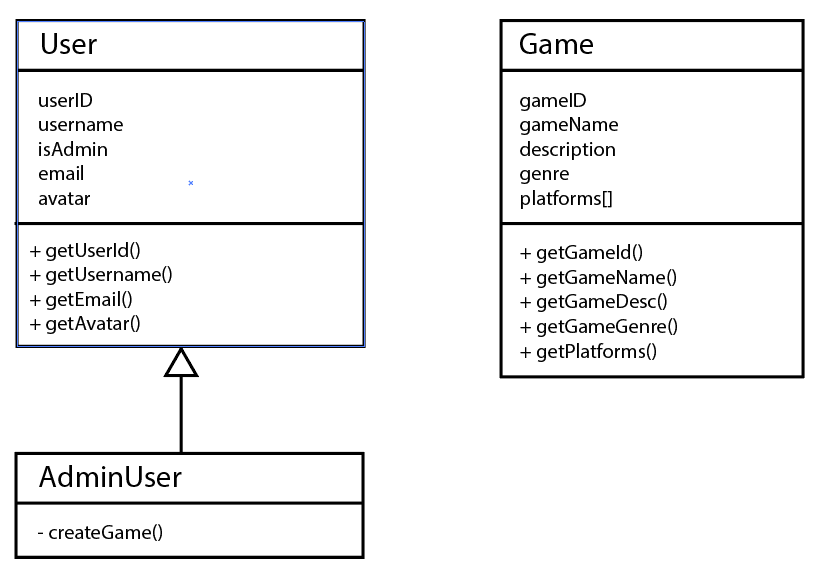 User
userID
username
isAdmin
email
avatar
+ getUserId()
+ getUsername()
+ getEmail()
+ getAvatar()
Game
gameID
gameName
description
genre
platforms[]
+ getGameId()
+ getGameName()
+ getGameDesc()
+ getGameGenre()
+ getPlatforms()
AdminUser
- createGame()